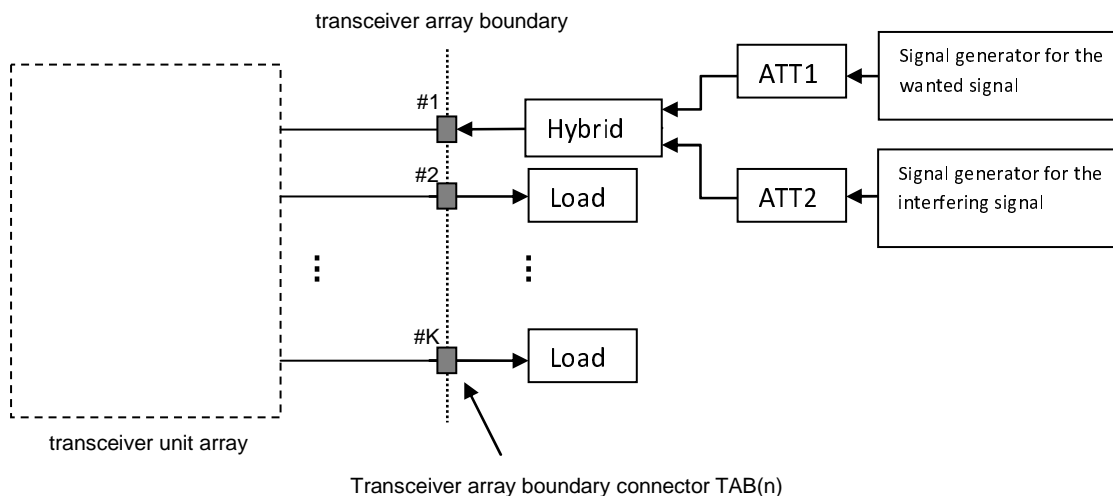 transceiver array boundary
Signal generator for the
wanted signal
ATT1
#1
Hybrid
#2
Load
ATT2
Signal generator for the
interfering signal
#K
Load
transceiver unit array
Transceiver array boundary connector TAB(n)